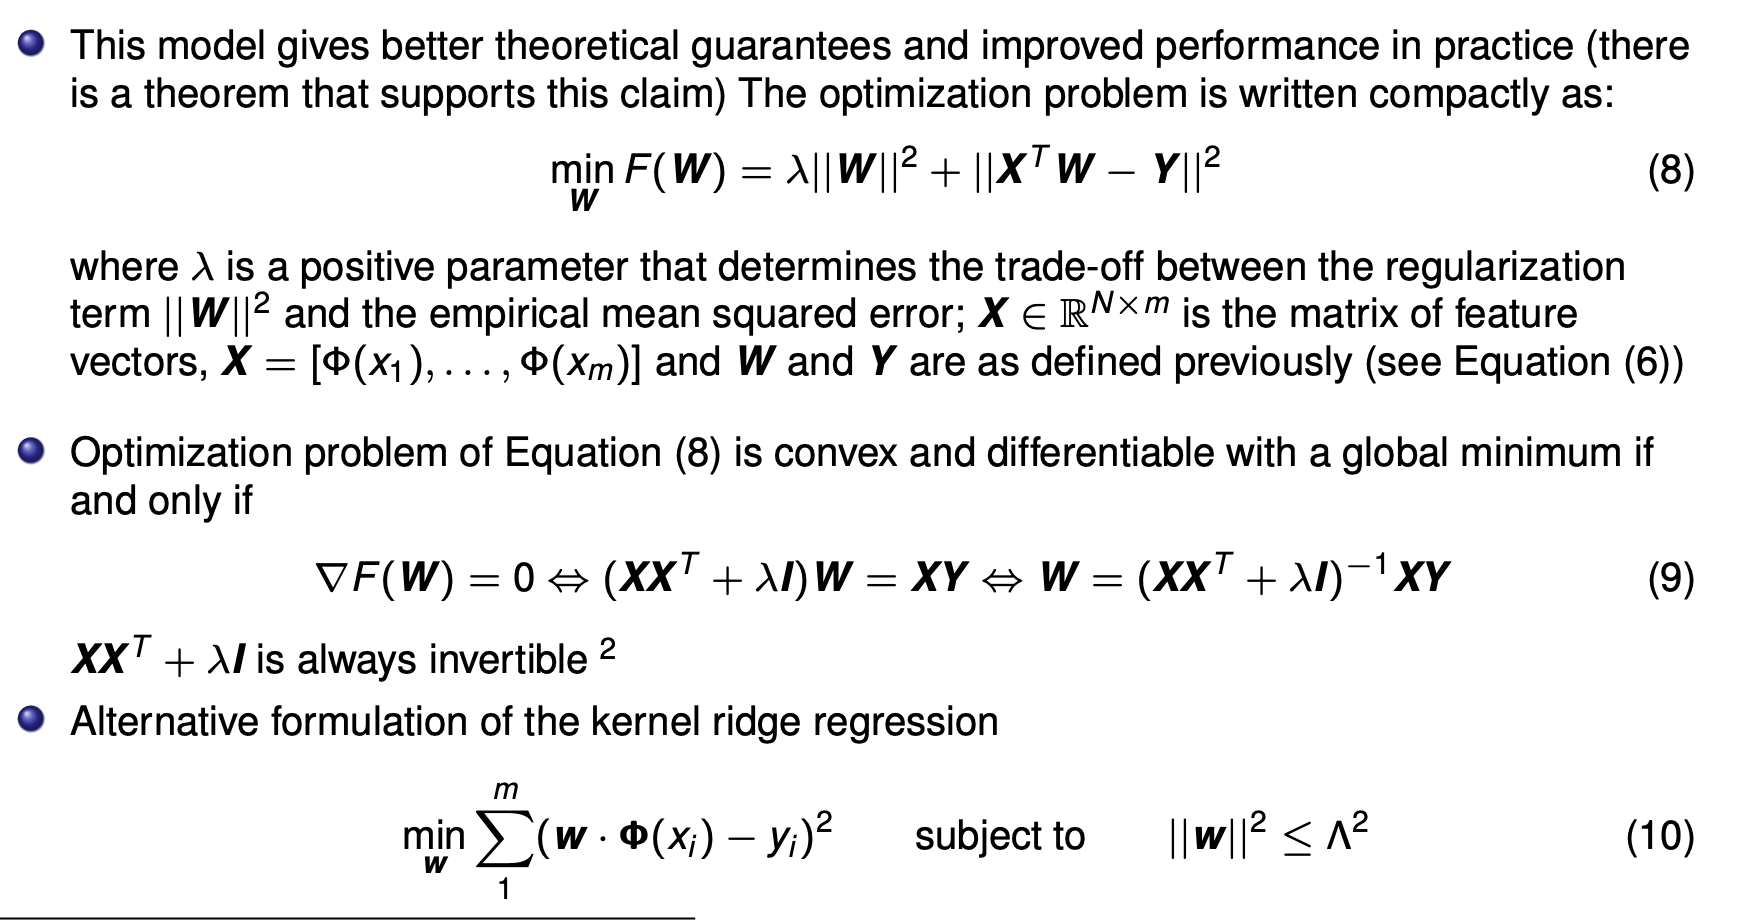 This model gives better theoretical guarantees and improved performance in practice (there
is a theorem that supports this claim) The optimization problem is written compactly as:
min_W F(W) = λ||W||² + ||XᵀW − Y||² (8)
where λ is a positive parameter that determines the trade-off between the regularization
term ||W||² and the empirical mean squared error; X ∈ ℝ^{N×m} is the matrix of feature
vectors, X = [Φ(x₁), . . . , Φ(xₘ)] and W and Y are as defined previously (see Equation (6))
Optimization problem of Equation (8) is convex and differentiable with a global minimum if
and only if
∇F(W) = 0 ⇔ (XXᵀ + λI)W = XY ⇔ W = (XXᵀ + λI)⁻¹XY (9)
XXᵀ + λI is always invertible ²
Alternative formulation of the kernel ridge regression
min_w ∑_1^m (w · Φ(xᵢ) − yᵢ)² subject to ||w||² ≤ Λ² (10)